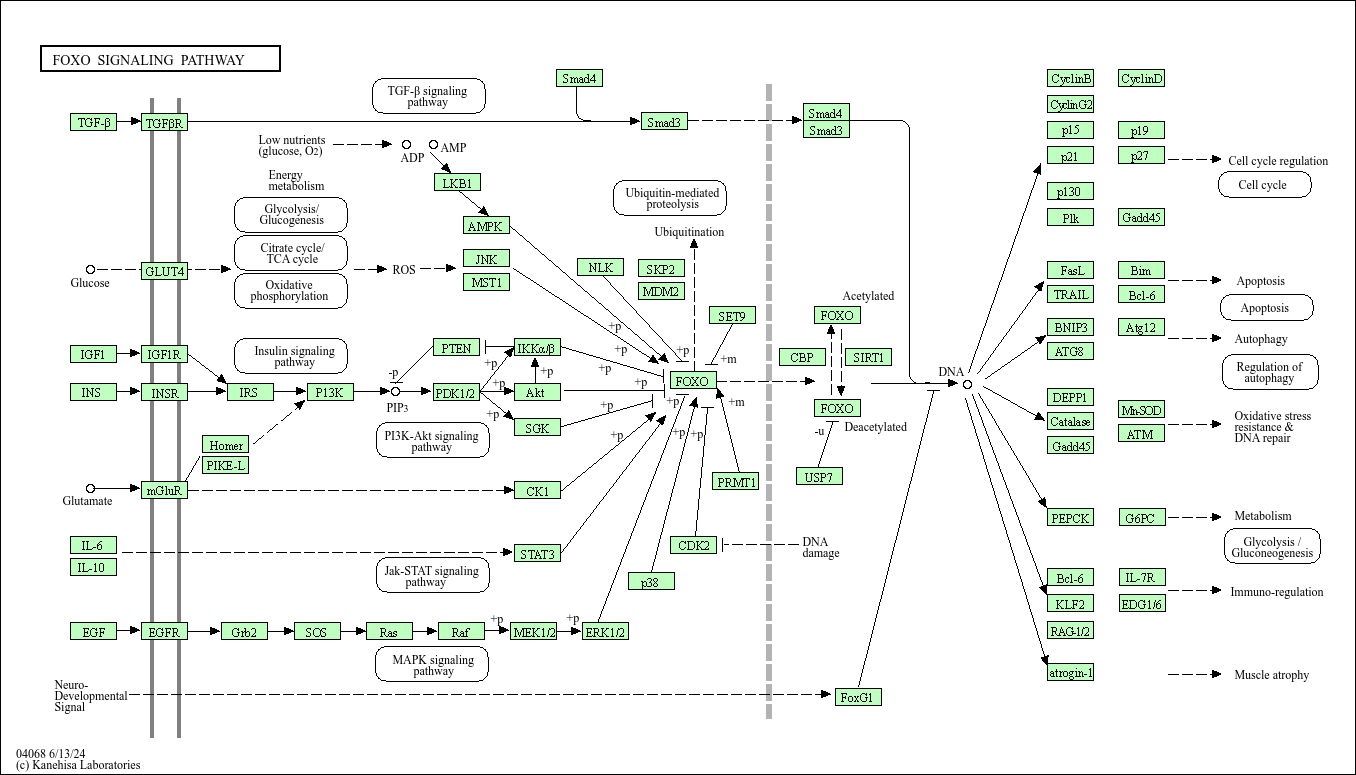 FOXO SIGNALING PATHWAY
TGF-β
TGFβR
TGF-β signaling
pathway
Smad4
Smad3
Smad4
Smad3
Low nutrients
(glucose, O2)
ADP
AMP
LKB1
AMPK
Energy
metabolism
Glycolysis/
Glucogenesis
Citrate cycle/
TCA cycle
Oxidative
phosphorylation
Glucose
GLUT4
ROS
JNK
MST1
NLK
Ubiquitin-mediated
proteolysis
Ubiquitination
SKP2
MDM2
SET9
+p
+p
+p
+m
IGF1
IGF1R
Insulin signaling
pathway
PTEN
IKKα/β
+p
+p
INS
INSR
IRS
P13K
-p
PIP3
PDK1/2
+p
Akt
+p
FOXO
+p
SGK
+p
+p
+m
+p
+p
+p
PI3K-Akt signaling
pathway
Homer
PIKE-L
Glutamate
mGluR
CK1
PRMT1
IL-6
IL-10
STAT3
Jak-STAT signaling
pathway
CDK2
DNA
damage
p38
EGF
EGFR
Grb2
SOS
Ras
Raf
+p
MEK1/2
+p
ERK1/2
MAPK signaling
pathway
Neuro-
Developmental
Signal
FoxG1
Acetylated
FOXO
CBP
SIRT1
FOXO
Deacetylated
-u
USP7
DNA
CyclinB
CyclinD
CyclinG2
p15
p19
p21
p27
p130
Plk
Gadd45
Cell cycle regulation
Cell cycle
FasL
Bim
TRAIL
Bcl-6
Apoptosis
Apoptosis
BNIP3
Atg12
ATG8
Autophagy
Regulation of
autophagy
DEPP1
Mn-SOD
Catalase
ATM
Gadd45
Oxidative stress
resistance &
DNA repair
PEPCK
G6PC
Metabolism
Glycolysis /
Gluconeogenesis
Bcl-6
IL-7R
KLF2
EDG1/6
RAG-1/2
Immuno-regulation
atrogin-1
Muscle atrophy
04068 6/13/24
(c) Kanehisa Laboratories